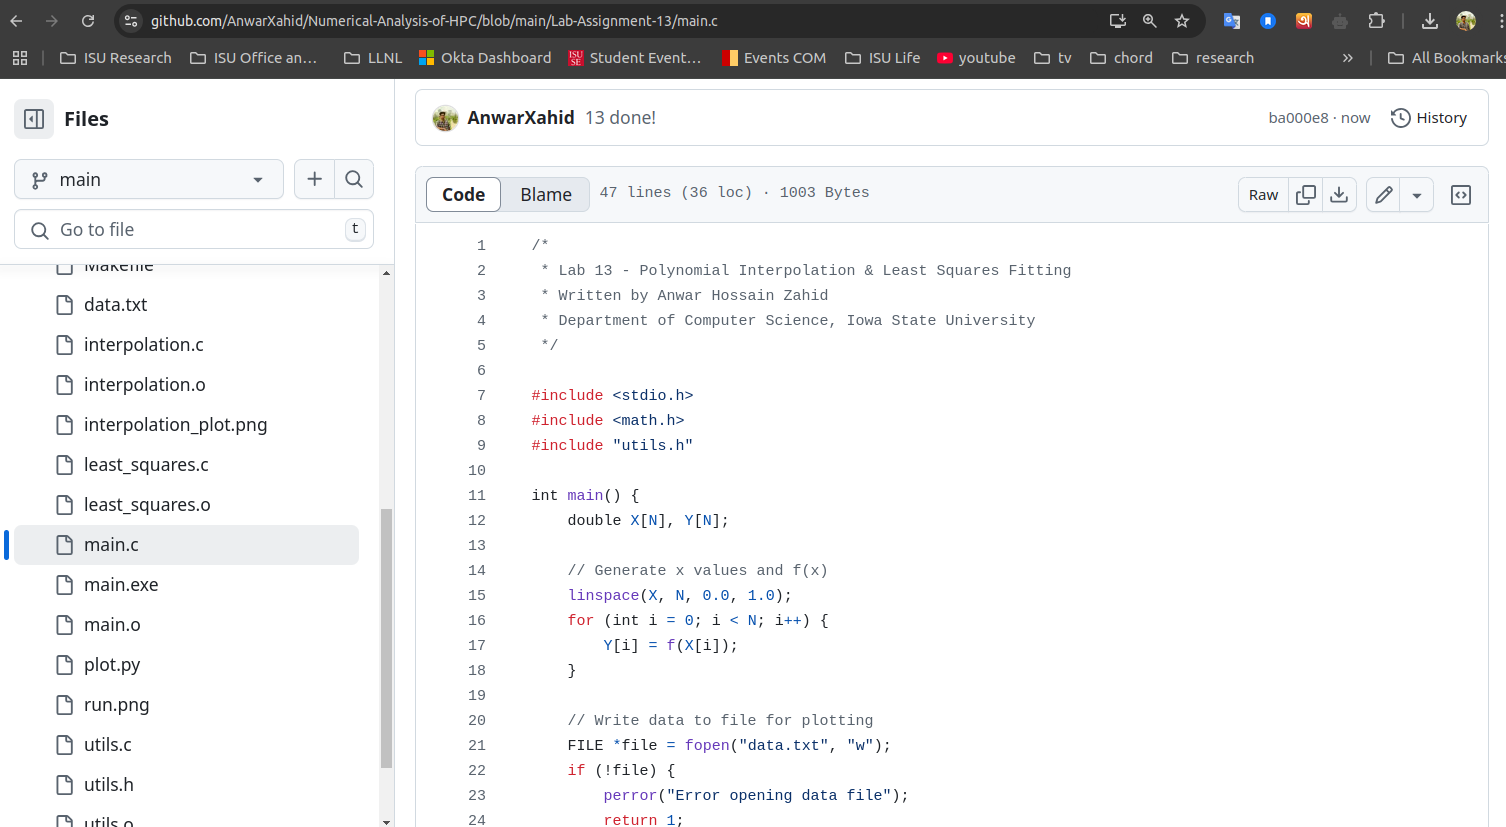 github.com/AnwarXahid/Numerical-Analysis-of-HPC/blob/main/Lab-Assignment-13/main.c
ISU Research
ISU Office an...
LLNL
Okta Dashboard
Student Event...
Events COM
ISU Life
youtube
tv
chord
research
»
All Bookmarks
Files
main
Go to file
t
Makefile
data.txt
interpolation.c
interpolation.o
interpolation_plot.png
least_squares.c
least_squares.o
main.c
main.exe
main.o
plot.py
run.png
utils.c
utils.h
utils.o
AnwarXahid 13 done!
ba000e8 · now
History
Code
Blame
47 lines (36 loc) · 1003 Bytes
Raw
1 /*
2  * Lab 13 - Polynomial Interpolation & Least Squares Fitting
3  * Written by Anwar Hossain Zahid
4  * Department of Computer Science, Iowa State University
5  */
6
7 #include <stdio.h>
8 #include <math.h>
9 #include "utils.h"
10
11 int main() {
12     double X[N], Y[N];
13
14     // Generate x values and f(x)
15     linspace(X, N, 0.0, 1.0);
16     for (int i = 0; i < N; i++) {
17         Y[i] = f(X[i]);
18     }
19
20     // Write data to file for plotting
21     FILE *file = fopen("data.txt", "w");
22     if (!file) {
23         perror("Error opening data file");
24         return 1;